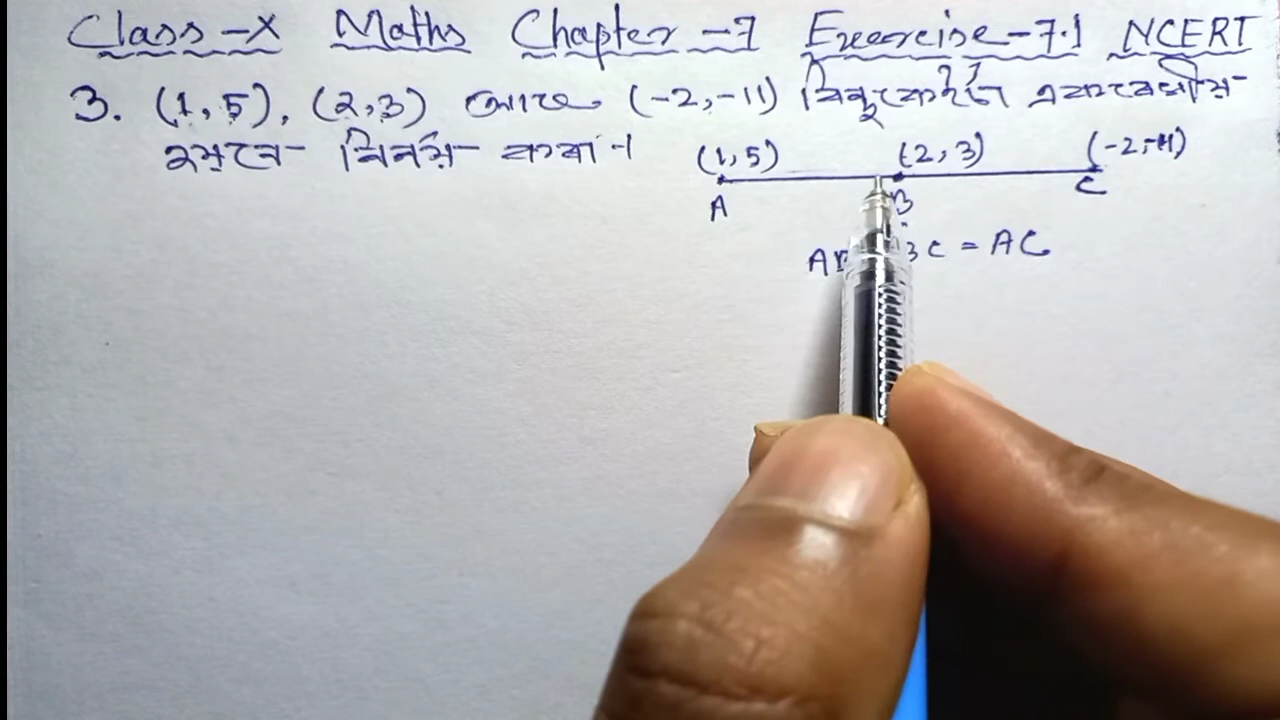 Class-X Maths Chapter-7 Exercise-7.1 NCERT
3. (1,5), (2,3) আৰু (-2,-11) বিন্দুকেইটা একৰেখীয়
হয়নে নিৰ্ণয় কৰা।
(1,5) (2,3) (-2,-11)
A B C
= AC